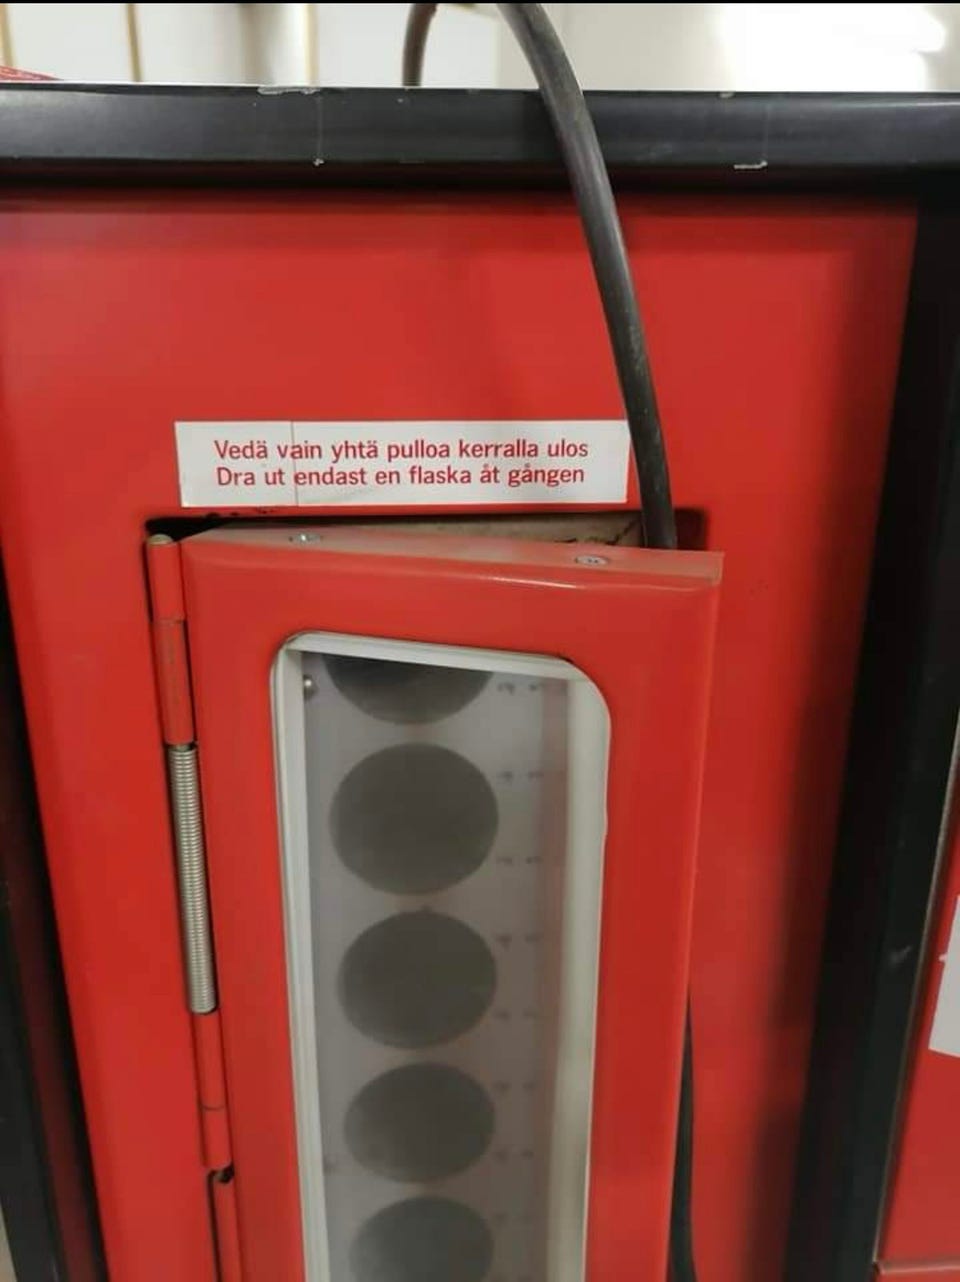 Vedä vain yhtä pulloa kerralla ulos
Dra ut endast en flaska åt gången